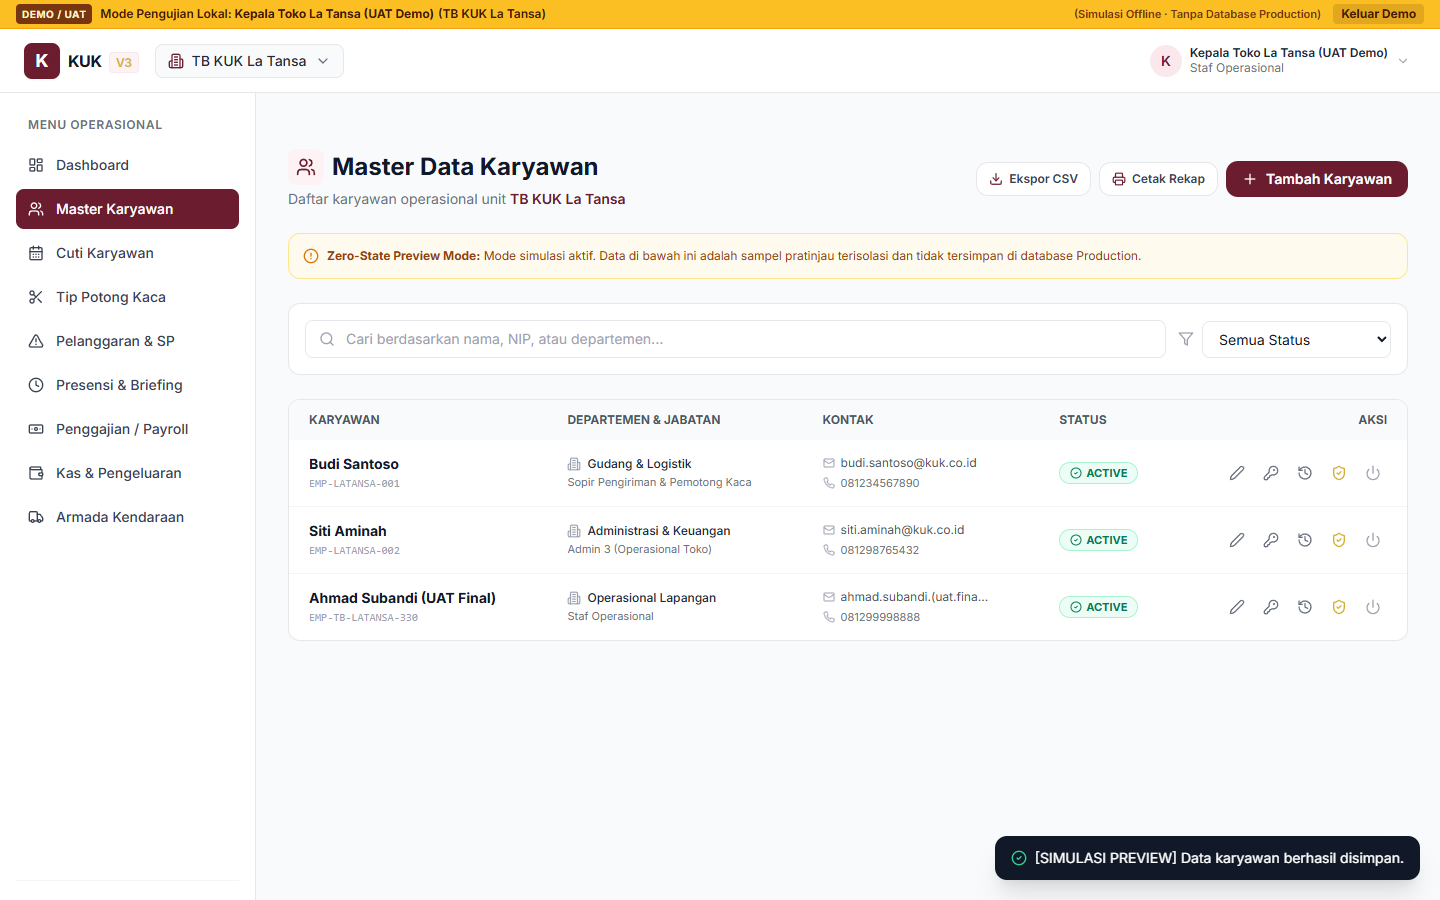 DEMO / UAT Mode Pengujian Lokal: Kepala Toko La Tansa (UAT Demo) (TB KUK La Tansa) (Simulasi Offline · Tanpa Database Production) Keluar Demo
K KUK V3 TB KUK La Tansa
K Kepala Toko La Tansa (UAT Demo)
Staf Operasional
MENU OPERASIONAL
Dashboard
Master Karyawan
Cuti Karyawan
Tip Potong Kaca
Pelanggaran & SP
Presensi & Briefing
Penggajian / Payroll
Kas & Pengeluaran
Armada Kendaraan
Master Data Karyawan
Daftar karyawan operasional unit TB KUK La Tansa
Ekspor CSV Cetak Rekap + Tambah Karyawan
Zero-State Preview Mode: Mode simulasi aktif. Data di bawah ini adalah sampel pratinjau terisolasi dan tidak tersimpan di database Production.
Cari berdasarkan nama, NIP, atau departemen... Semua Status
KARYAWAN DEPARTEMEN & JABATAN KONTAK STATUS AKSI
Budi Santoso Gudang & Logistik budi.santoso@kuk.co.id ACTIVE
EMP-LATANSA-001 Sopir Pengiriman & Pemotong Kaca 081234567890
Siti Aminah Administrasi & Keuangan siti.aminah@kuk.co.id ACTIVE
EMP-LATANSA-002 Admin 3 (Operasional Toko) 081298765432
Ahmad Subandi (UAT Final) Operasional Lapangan ahmad.subandi.(uat.fina... ACTIVE
EMP-TB-LATANSA-330 Staf Operasional 081299998888
[SIMULASI PREVIEW] Data karyawan berhasil disimpan.